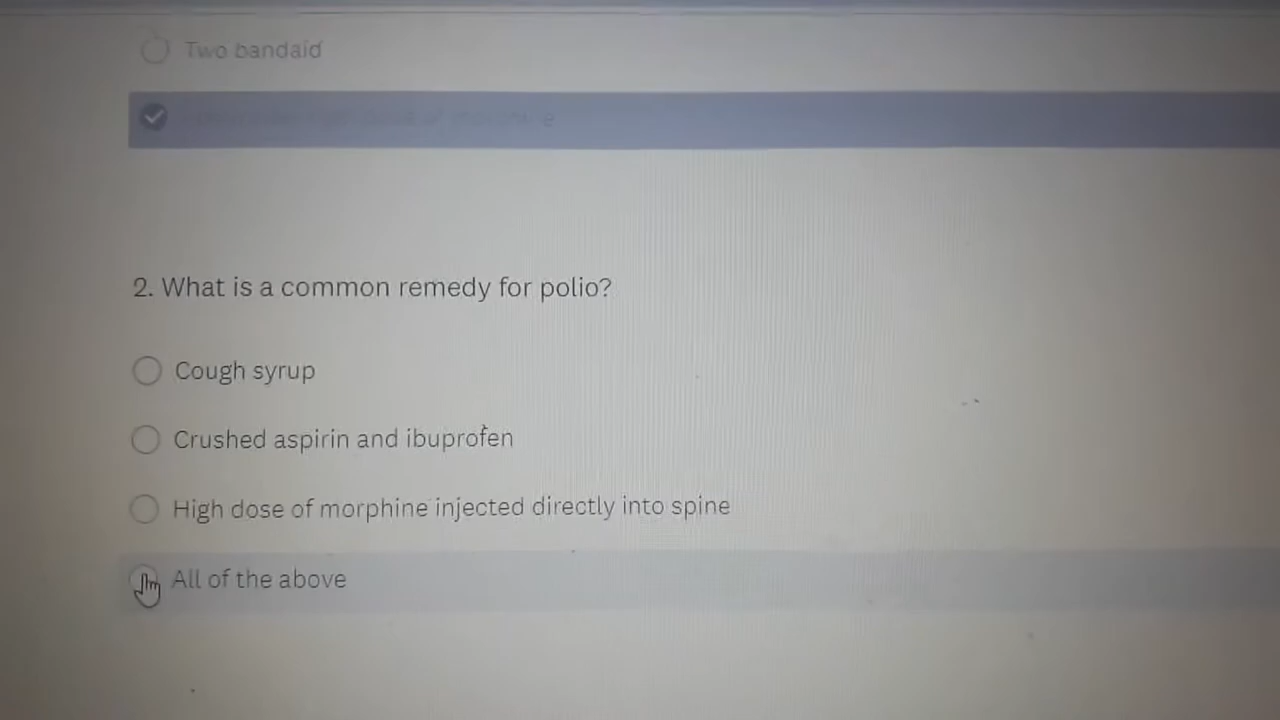 Two bandaid
2. What is a common remedy for polio?
Cough syrup
Crushed aspirin and ibuprofen
High dose of morphine injected directly into spine
All of the above